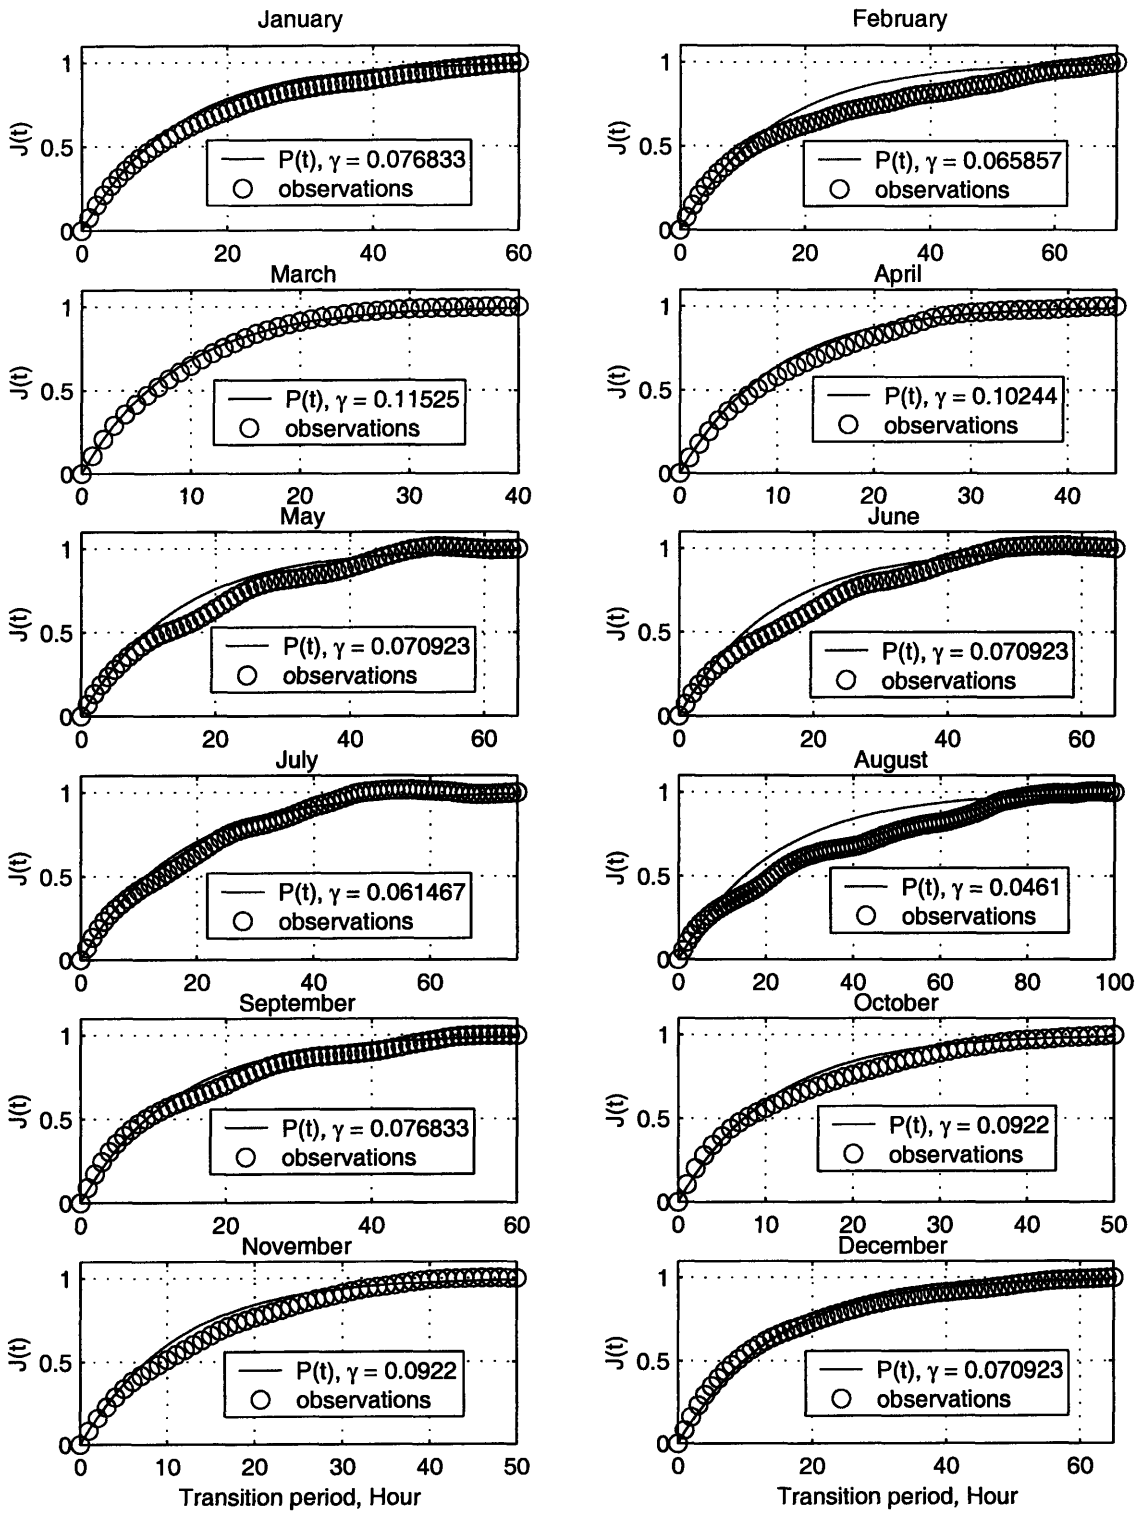 January
February
J(t)
1
0.5
0
P(t), γ = 0.076833
observations
0 20 40 60
J(t)
1
0.5
0
P(t), γ = 0.065857
observations
0 20 40 60
March
April
J(t)
1
0.5
0
P(t), γ = 0.11525
observations
0 10 20 30 40
J(t)
1
0.5
0
P(t), γ = 0.10244
observations
0 10 20 30 40
May
June
J(t)
1
0.5
0
P(t), γ = 0.070923
observations
0 20 40 60
J(t)
1
0.5
0
P(t), γ = 0.070923
observations
0 20 40 60
July
August
J(t)
1
0.5
0
P(t), γ = 0.061467
observations
0 20 40 60
J(t)
1
0.5
0
P(t), γ = 0.0461
observations
0 20 40 60 80 100
September
October
J(t)
1
0.5
0
P(t), γ = 0.076833
observations
0 20 40 60
J(t)
1
0.5
0
P(t), γ = 0.0922
observations
0 10 20 30 40 50
November
December
J(t)
1
0.5
0
P(t), γ = 0.0922
observations
0 10 20 30 40 50
Transition period, Hour
J(t)
1
0.5
0
P(t), γ = 0.070923
observations
0 20 40 60
Transition period, Hour